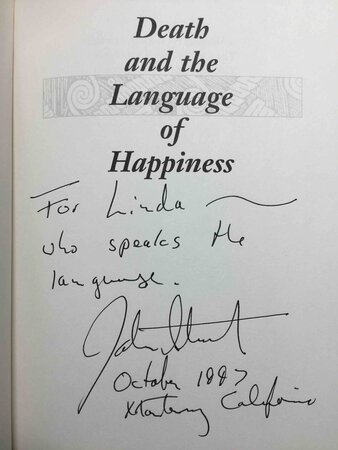 Death
and the
Language
of
Happiness
For Linda
who speaks the
language.
October 1997
Monterey California